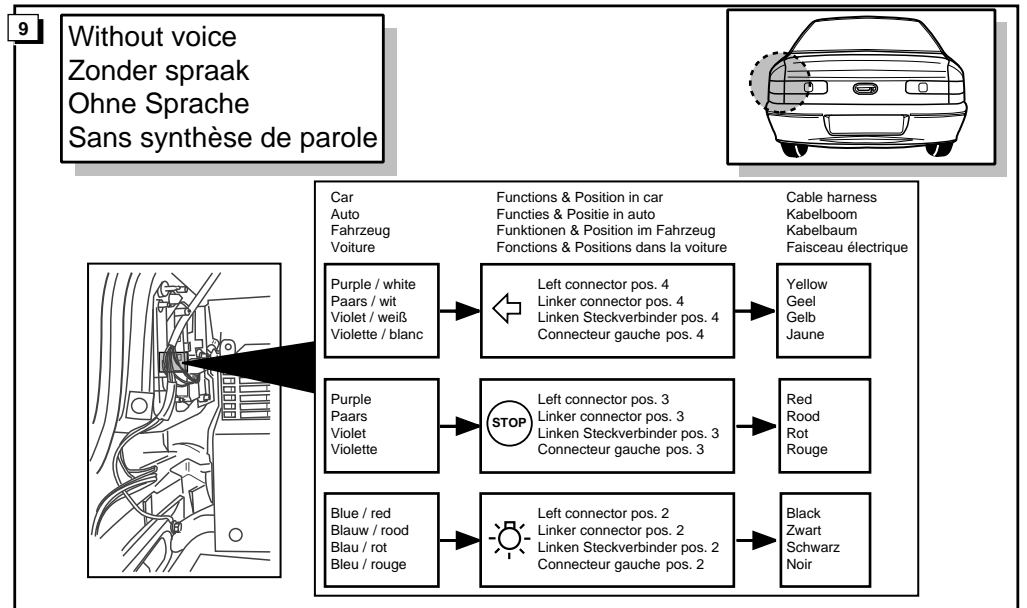 9
Without voice
Zonder spraak
Ohne Sprache
Sans synthèse de parole
Car
Auto
Fahrzeug
Voiture
Functions & Position in car
Functies & Positie in auto
Funktionen & Position im Fahrzeug
Fonctions & Positions dans la voiture
Cable harness
Kabelboom
Kabelbaum
Faisceau électrique
Purple / white
Paars / wit
Violet / weiß
Violette / blanc
Left connector pos. 4
Linker connector pos. 4
Linken Steckverbinder pos. 4
Connecteur gauche pos. 4
Yellow
Geel
Gelb
Jaune
Purple
Paars
Violet
Violette
STOP
Left connector pos. 3
Linker connector pos. 3
Linken Steckverbinder pos. 3
Connecteur gauche pos. 3
Red
Rood
Rot
Rouge
Blue / red
Blauw / rood
Blau / rot
Bleu / rouge
Left connector pos. 2
Linker connector pos. 2
Linken Steckverbinder pos. 2
Connecteur gauche pos. 2
Black
Zwart
Schwarz
Noir